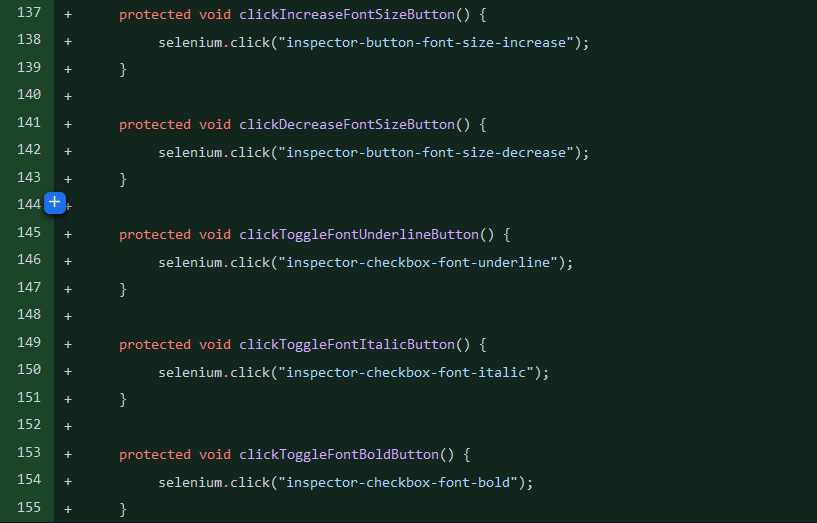 137 + protected void clickIncreaseFontSizeButton() {
138 + selenium.click("inspector-button-font-size-increase");
139 + }
140 +
141 + protected void clickDecreaseFontSizeButton() {
142 + selenium.click("inspector-button-font-size-decrease");
143 + }
144 + +
145 + protected void clickToggleFontUnderlineButton() {
146 + selenium.click("inspector-checkbox-font-underline");
147 + }
148 +
149 + protected void clickToggleFontItalicButton() {
150 + selenium.click("inspector-checkbox-font-italic");
151 + }
152 +
153 + protected void clickToggleFontBoldButton() {
154 + selenium.click("inspector-checkbox-font-bold");
155 + }